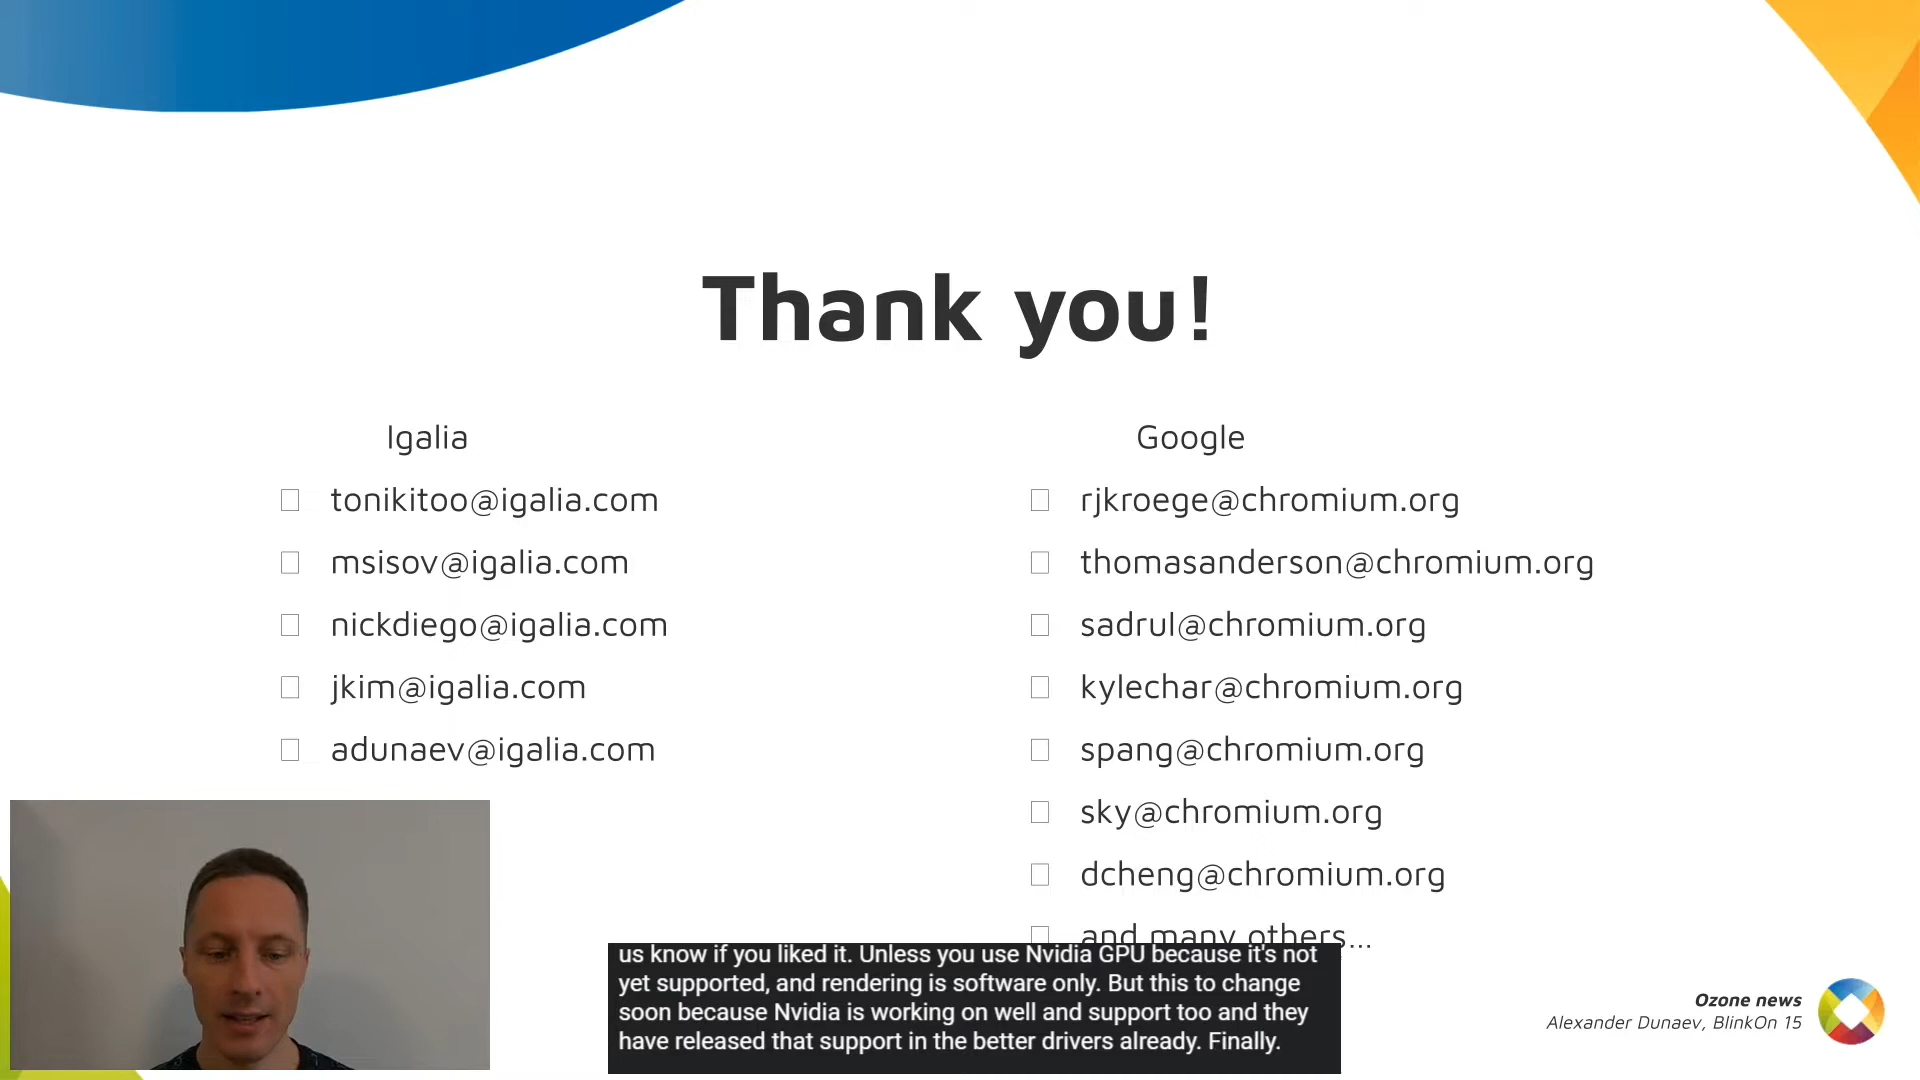 Thank you!
Igalia
tonikitoo@igalia.com
msisov@igalia.com
nickdiego@igalia.com
jkim@igalia.com
adunaev@igalia.com
Google
rjkroege@chromium.org
thomasanderson@chromium.org
sadrul@chromium.org
kylechar@chromium.org
spang@chromium.org
sky@chromium.org
dcheng@chromium.org
and many others...
us know if you liked it. Unless you use Nvidia GPU because it's not
yet supported, and rendering is software only. But this to change
soon because Nvidia is working on well and support too and they
have released that support in the better drivers already. Finally.
Ozone news
Alexander Dunaev, BlinkOn 15